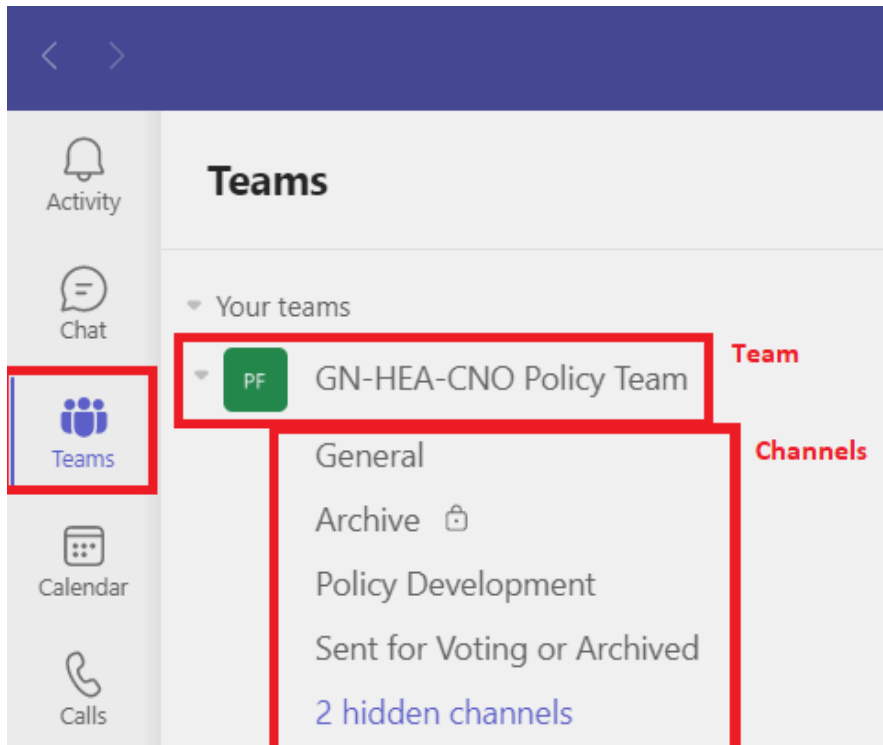 Activity
Chat
Teams
Calendar
Calls
Teams
Your teams
PF GN-HEA-CNO Policy Team
Team
General
Channels
Archive
Policy Development
Sent for Voting or Archived
2 hidden channels